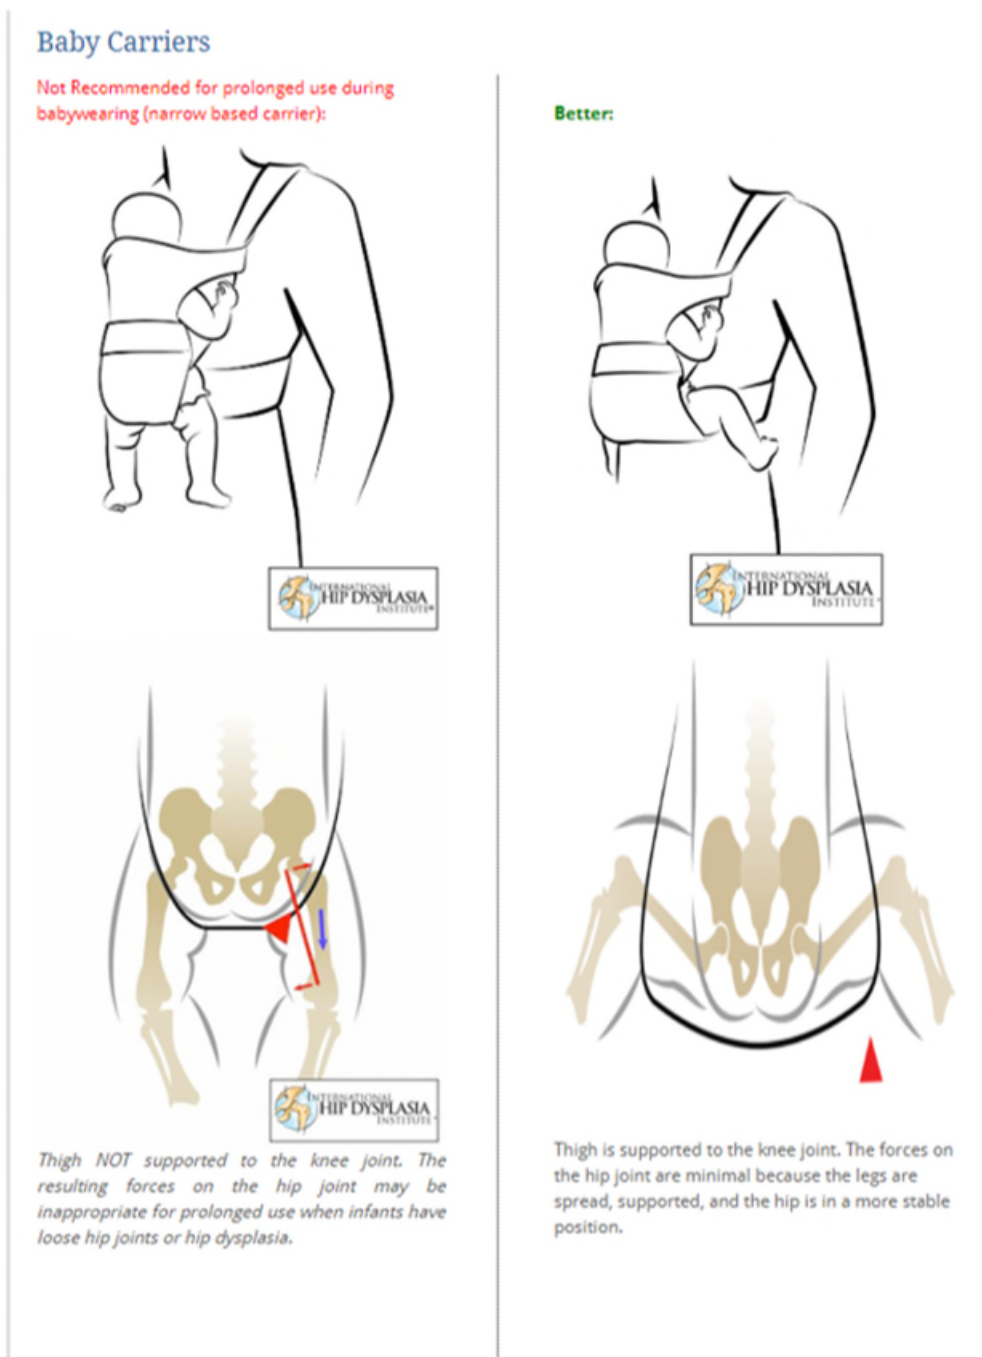 Baby Carriers
Not Recommended for prolonged use during
babywearing (narrow based carrier):
INTERNATIONAL
HIP DYSPLASIA
INSTITUTE®
INTERNATIONAL
HIP DYSPLASIA
INSTITUTE
Thigh NOT supported to the knee joint. The
resulting forces on the hip joint may be
inappropriate for prolonged use when infants have
loose hip joints or hip dysplasia.
Better:
INTERNATIONAL
HIP DYSPLASIA
INSTITUTE
Thigh is supported to the knee joint. The forces on
the hip joint are minimal because the legs are
spread, supported, and the hip is in a more stable
position.